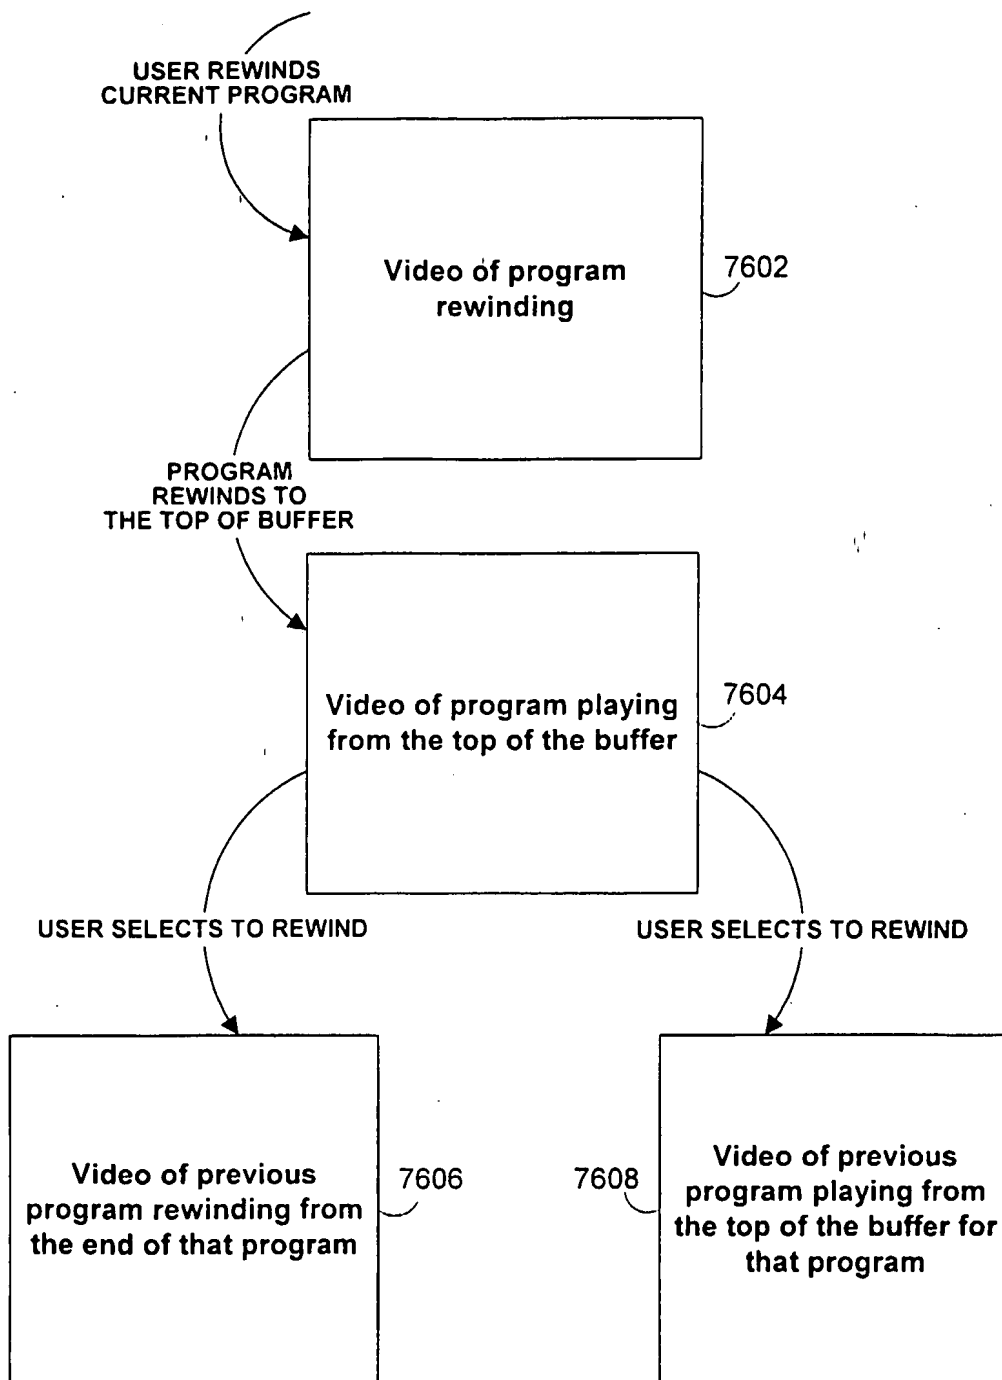 USER REWINDS
CURRENT PROGRAM
Video of program
rewinding
7602
PROGRAM
REWINDS TO
THE TOP OF BUFFER
Video of program playing
from the top of the buffer
7604
USER SELECTS TO REWIND
USER SELECTS TO REWIND
Video of previous
program rewinding from
the end of that program
7606
7608
Video of previous
program playing from
the top of the buffer for
that program